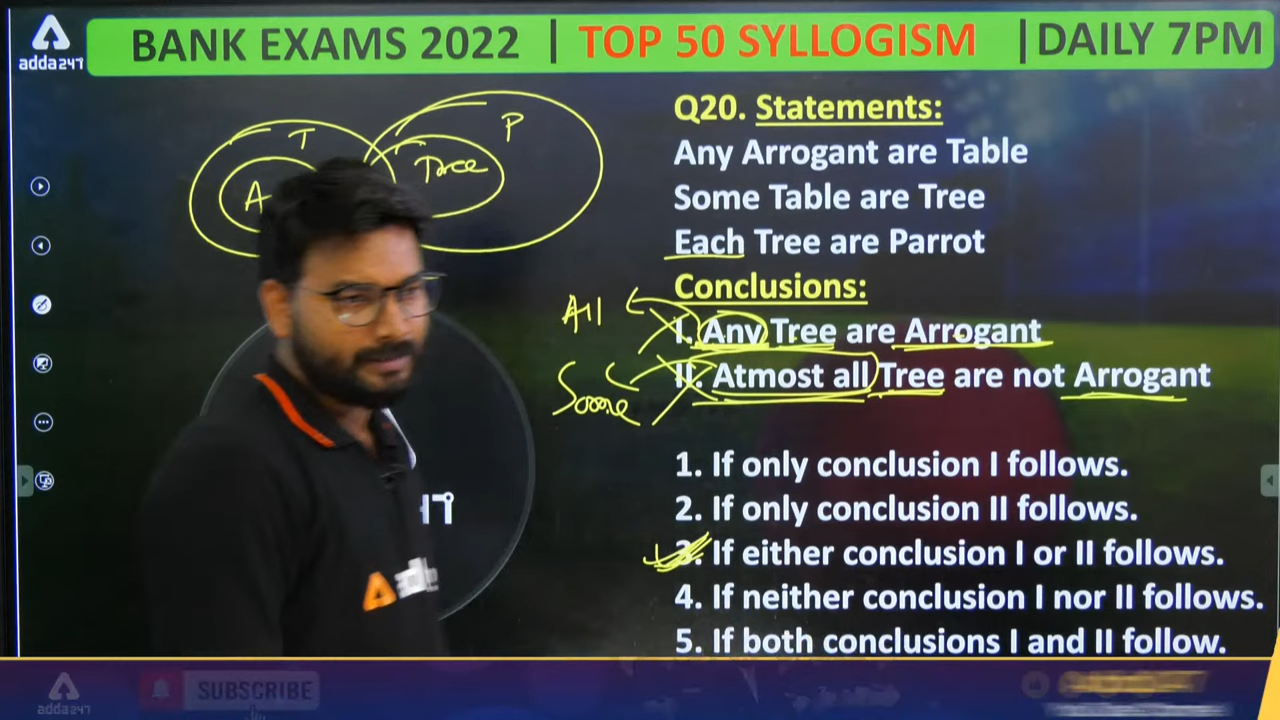 BANK EXAMS 2022 | TOP 50 SYLLOGISM | DAILY 7PM
adda247
T
P
A
Tree
Q20. Statements:
Any Arrogant are Table
Some Table are Tree
Each Tree are Parrot
Conclusions:
All
I. Any Tree are Arrogant
Some
II. Atmost all Tree are not Arrogant
1. If only conclusion I follows.
2. If only conclusion II follows.
3. If either conclusion I or II follows.
4. If neither conclusion I nor II follows.
5. If both conclusions I and II follow.
SUBSCRIBE
adda247